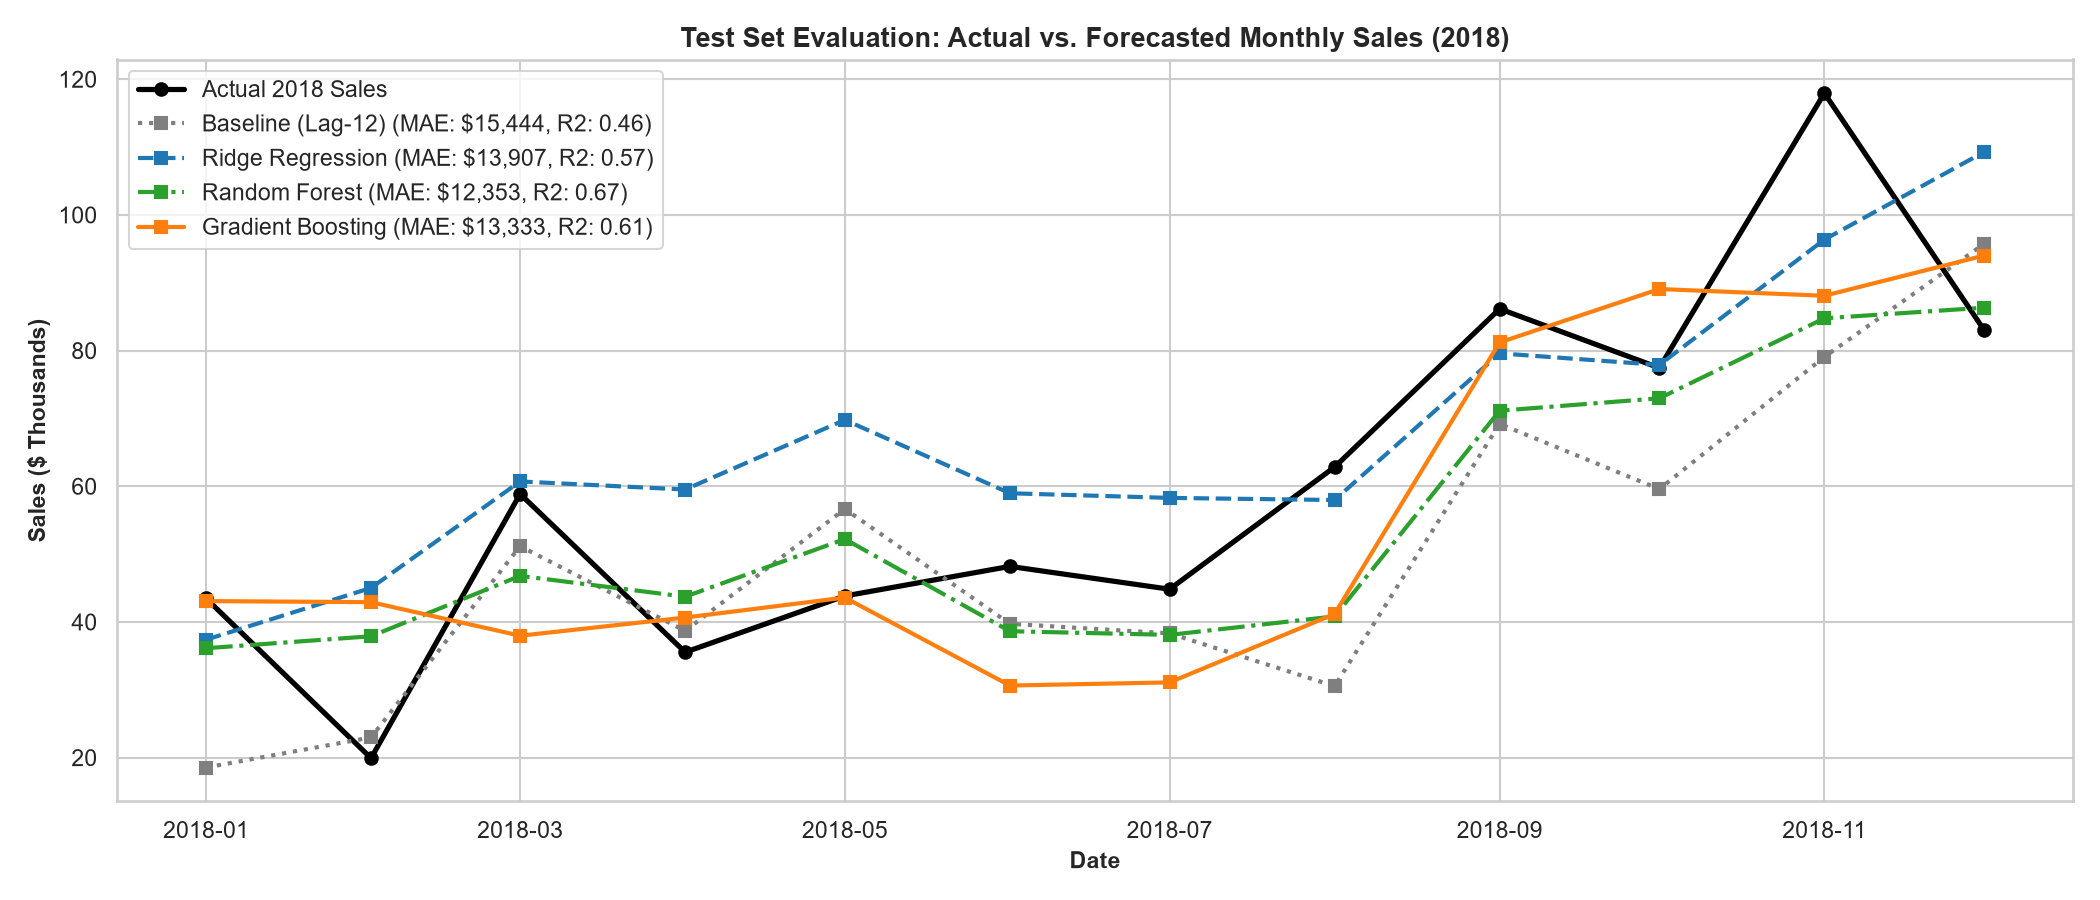 Test Set Evaluation: Actual vs. Forecasted Monthly Sales (2018)
Actual 2018 Sales
Baseline (Lag-12) (MAE: $15,444, R2: 0.46)
Ridge Regression (MAE: $13,907, R2: 0.57)
Random Forest (MAE: $12,353, R2: 0.67)
Gradient Boosting (MAE: $13,333, R2: 0.61)
Sales ($ Thousands)
120
100
80
60
40
20
2018-01 2018-03 2018-05 2018-07 2018-09 2018-11
Date